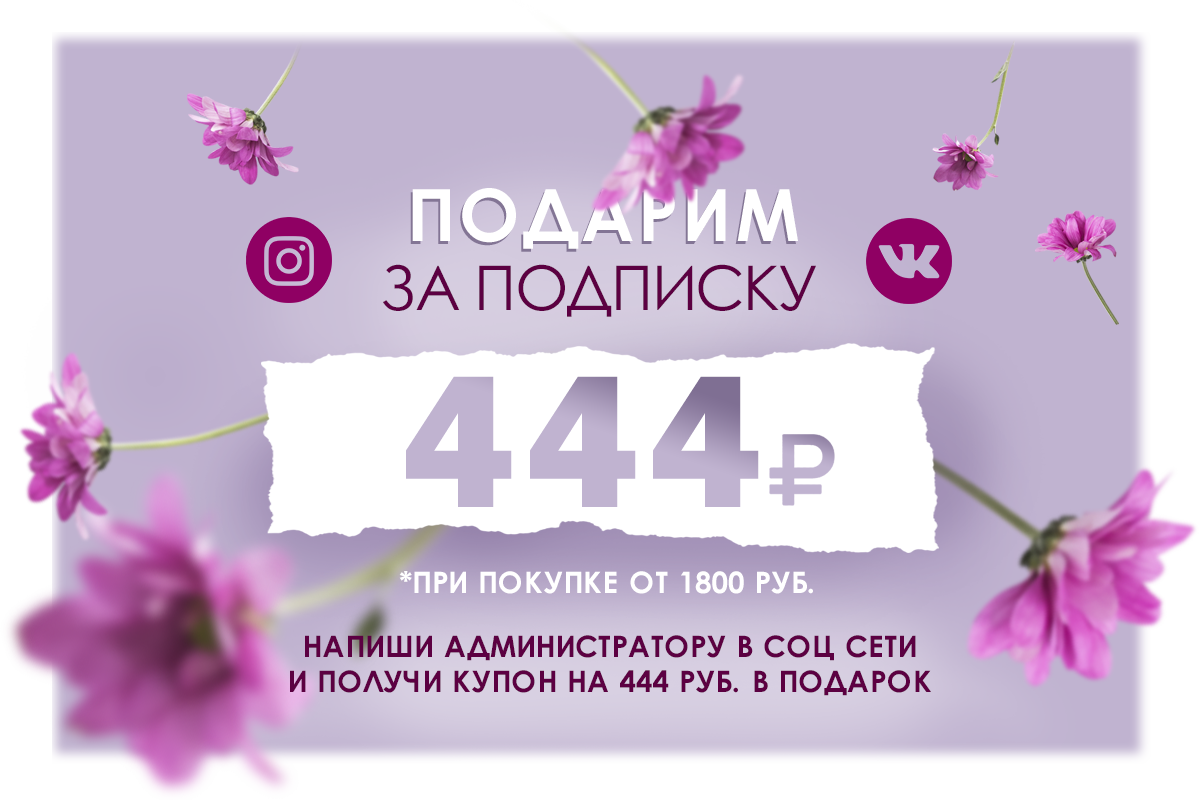 ПОДАРИМ
ЗА ПОДПИСКУ
444₽
*ПРИ ПОКУПКЕ ОТ 1800 РУБ.
НАПИШИ АДМИНИСТРАТОРУ В СОЦ СЕТИ
И ПОЛУЧИ КУПОН НА 444 РУБ. В ПОДАРОК